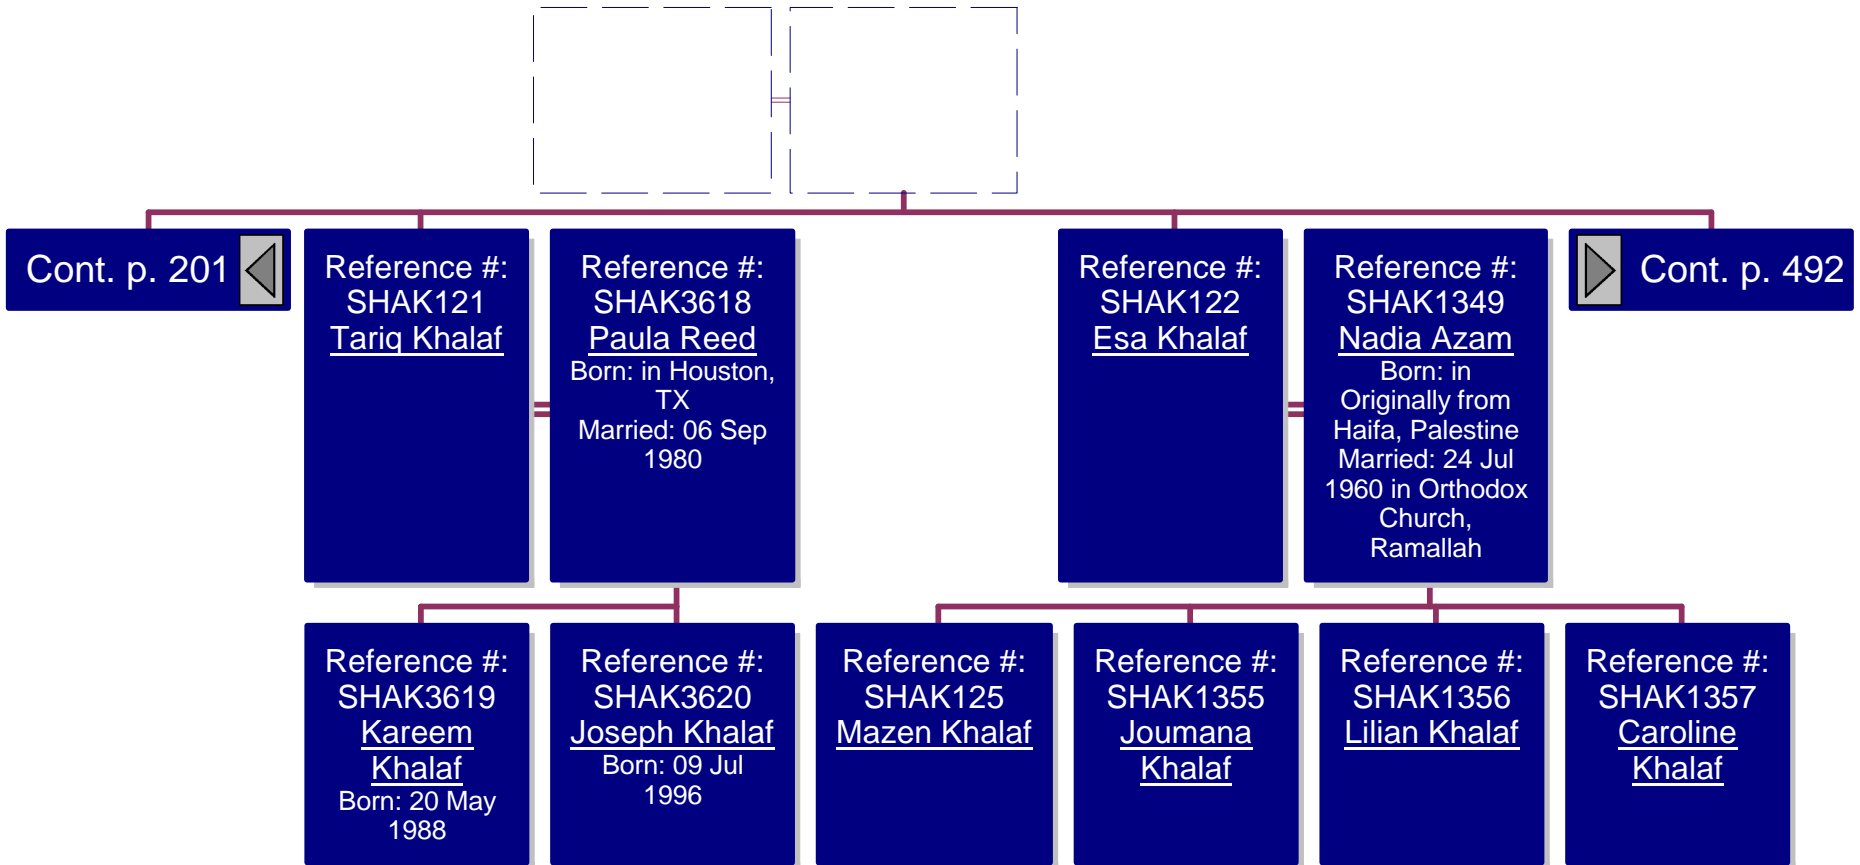 Cont. p. 201
Reference #:
SHAK121
Tariq Khalaf
Reference #:
SHAK3618
Paula Reed
Born: in Houston,
TX
Married: 06 Sep
1980
Reference #:
SHAK122
Esa Khalaf
Reference #:
SHAK1349
Nadia Azam
Born: in
Originally from
Haifa, Palestine
Married: 24 Jul
1960 in Orthodox
Church,
Ramallah
Cont. p. 492
Reference #:
SHAK3619
Kareem
Khalaf
Born: 20 May
1988
Reference #:
SHAK3620
Joseph Khalaf
Born: 09 Jul
1996
Reference #:
SHAK125
Mazen Khalaf
Reference #:
SHAK1355
Joumana
Khalaf
Reference #:
SHAK1356
Lilian Khalaf
Reference #:
SHAK1357
Caroline
Khalaf